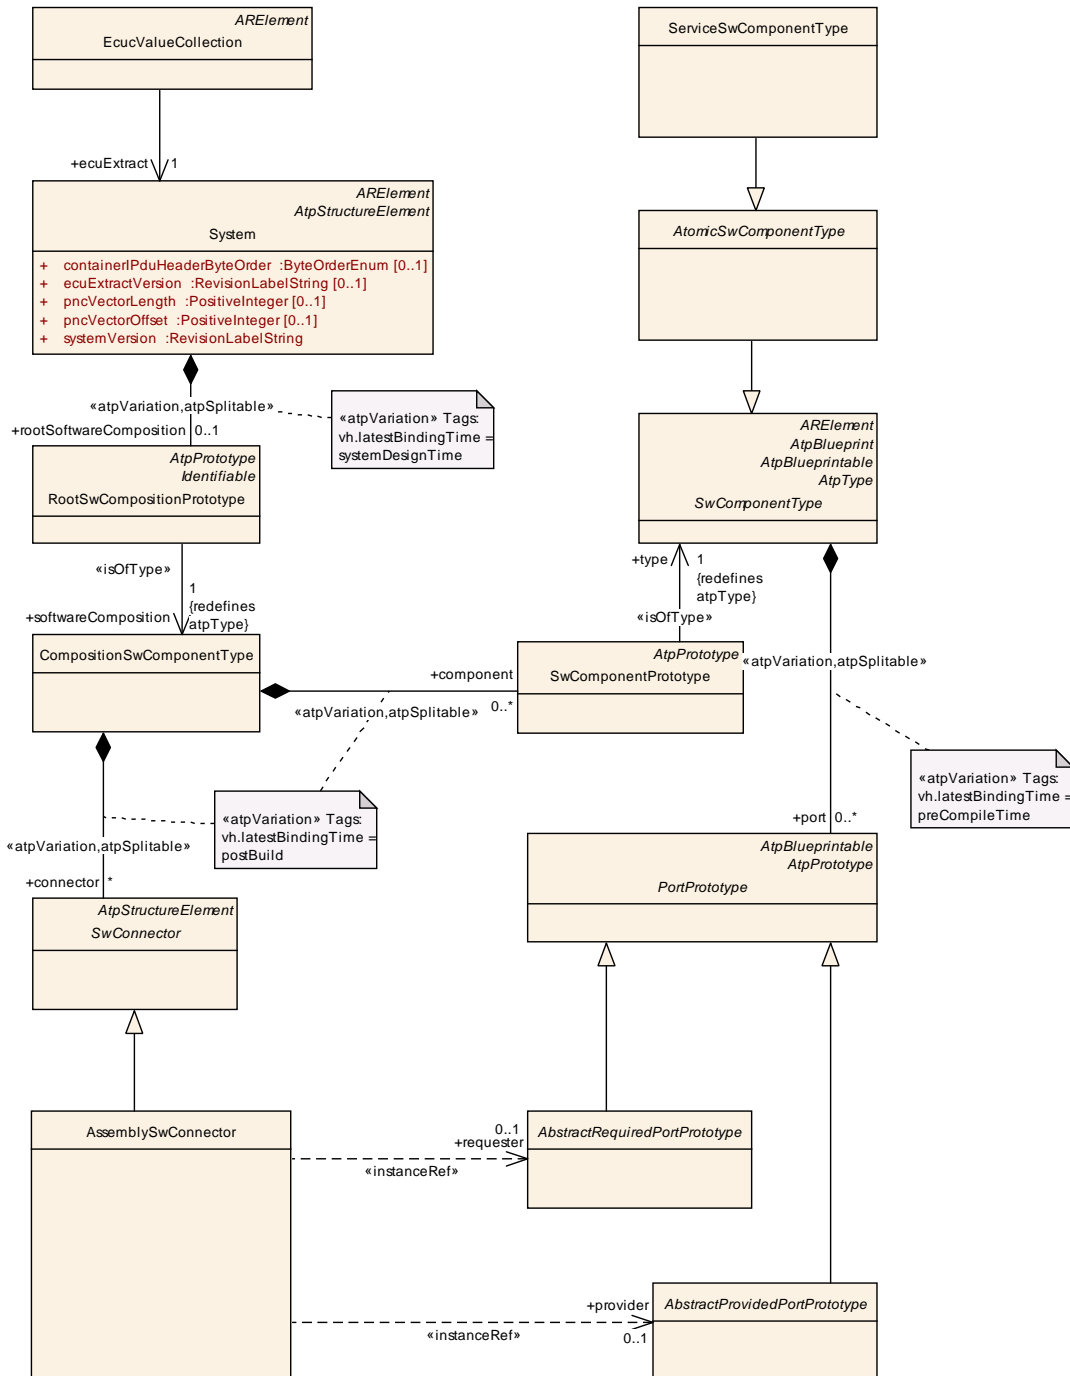 ARElement
EcucValueCollection
ServiceSwComponentType
+ecuExtract 1
ARElement
AtpStructureElement
System
+ containerIPduHeaderByteOrder :ByteOrderEnum [0..1]
+ ecuExtractVersion :RevisionLabelString [0..1]
+ pncVectorLength :PositiveInteger [0..1]
+ pncVectorOffset :PositiveInteger [0..1]
+ systemVersion :RevisionLabelString
AtomicSwComponentType
«atpVariation,atpSplitable»
«atpVariation» Tags:
vh.latestBindingTime =
systemDesignTime
+rootSoftwareComposition 0..1
AtpPrototype
Identifiable
RootSwCompositionPrototype
ARElement
AtpBlueprint
AtpBlueprintable
AtpType
SwComponentType
«isOfType»
1
{redefines
atpType}
+softwareComposition
+type 1
{redefines
atpType}
«isOfType»
CompositionSwComponentType
AtpPrototype
SwComponentPrototype
+component
0..*
«atpVariation,atpSplitable»
«atpVariation,atpSplitable»
«atpVariation» Tags:
vh.latestBindingTime =
preCompileTime
«atpVariation» Tags:
vh.latestBindingTime =
postBuild
«atpVariation,atpSplitable»
+port 0..*
AtpBlueprintable
AtpPrototype
PortPrototype
+connector *
AtpStructureElement
SwConnector
AssemblySwConnector
0..1
+requester
«instanceRef»
AbstractRequiredPortPrototype
+provider
0..1
«instanceRef»
AbstractProvidedPortPrototype